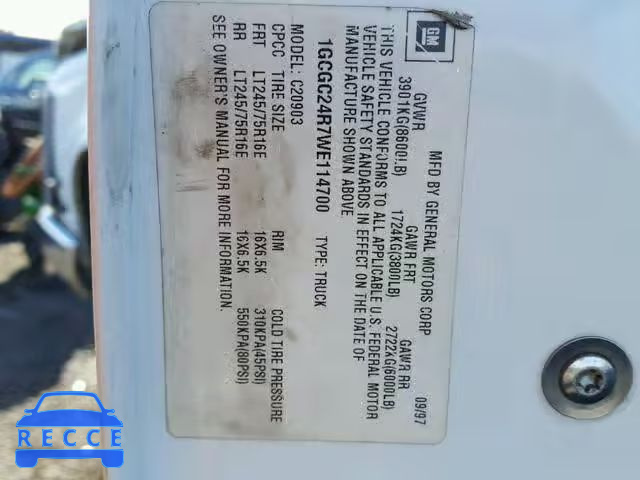 GM
MFD BY GENERAL MOTORS CORP 09/97
GVWR GAWR FRT GAWR RR
3901KG(8600LB) 1724KG(3800LB) 2722KG(6000LB)
THIS VEHICLE CONFORMS TO ALL APPLICABLE U.S. FEDERAL MOTOR
VEHICLE SAFETY STANDARDS IN EFFECT ON THE DATE OF
MANUFACTURE SHOWN ABOVE.
1GCGC24R7WE114700 TYPE: TRUCK
MODEL: C20903
CPCC TIRE SIZE RIM COLD TIRE PRESSURE
FRT LT245/75R16E 16X6.5K 310KPA(45PSI)
RR LT245/75R16E 16X6.5K 550KPA(80PSI)
SEE OWNER'S MANUAL FOR MORE INFORMATION.
RECCE